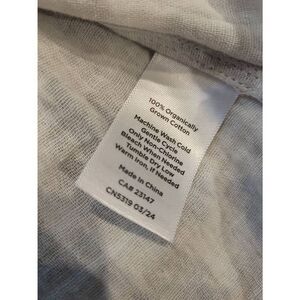 100% Organically
Grown Cotton
Machine Wash Cold
Gentle Cycle
Only Non-Chlorine
Bleach When Needed
Tumble Dry Low
Warm Iron, If Needed
Made in China
CA# 23147
CN5319 03/24